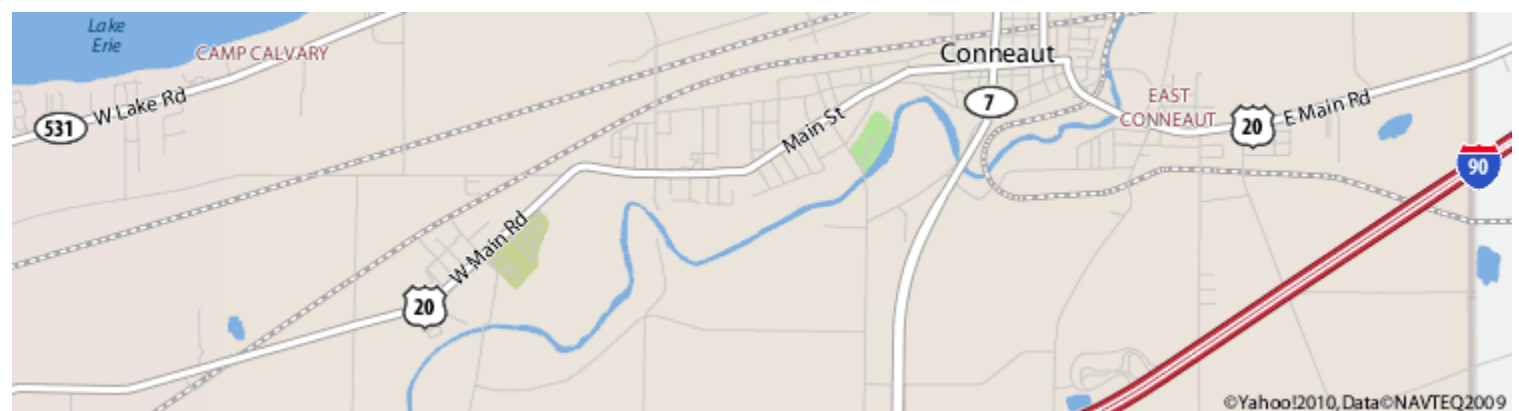 Lake
Erie
CAMP CALVARY
Conneaut
531
W Lake Rd
7
Main St
EAST
CONNEAUT
20
E Main Rd
90
W Main Rd
20
©Yahoo!2010,Data©NAVTEQ2009